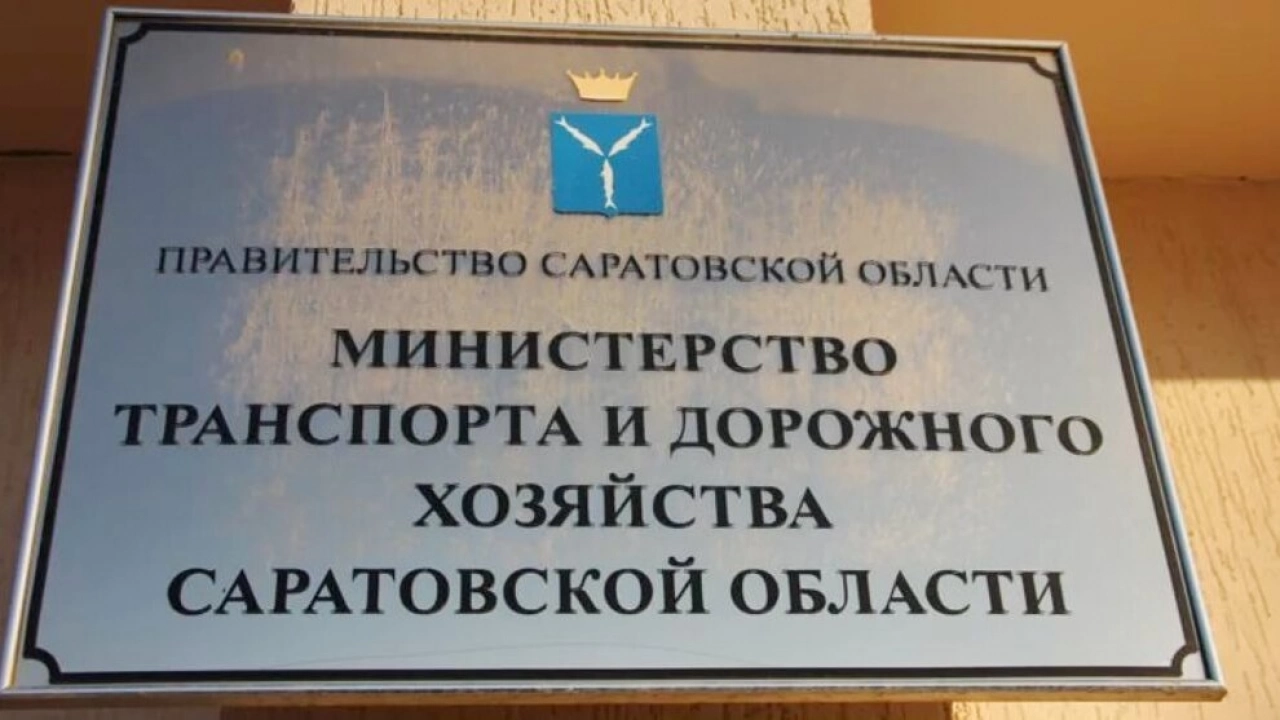 ПРАВИТЕЛЬСТВО САРАТОВСКОЙ ОБЛАСТИ
МИНИСТЕРСТВО
ТРАНСПОРТА И ДОРОЖНОГО
ХОЗЯЙСТВА
САРАТОВСКОЙ ОБЛАСТИ